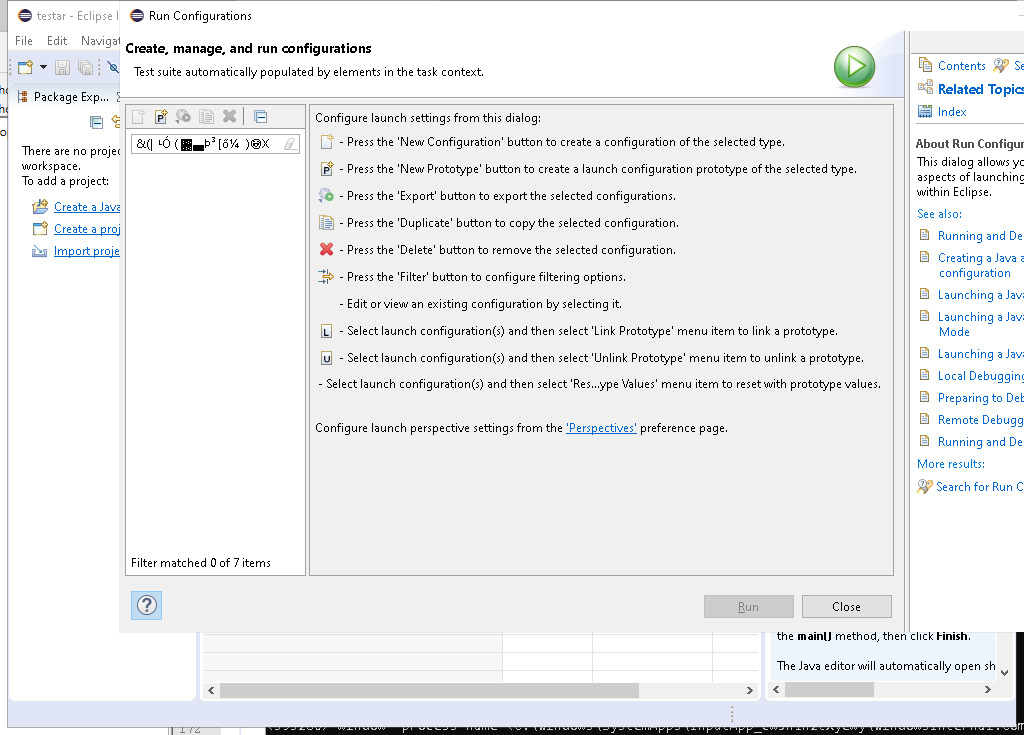 testar - Eclipse I
Run Configurations
File Edit Navigat
Create, manage, and run configurations
Test suite automatically populated by elements in the task context.
Contents
Se
Related Topics
Index
Package Exp...
Configure launch settings from this dialog:
- Press the 'New Configuration' button to create a configuration of the selected type.
- Press the 'New Prototype' button to create a launch configuration prototype of the selected type.
- Press the 'Export' button to export the selected configurations.
- Press the 'Duplicate' button to copy the selected configuration.
- Press the 'Delete' button to remove the selected configuration.
- Press the 'Filter' button to configure filtering options.
- Edit or view an existing configuration by selecting it.
- Select launch configuration(s) and then select 'Link Prototype' menu item to link a prototype.
- Select launch configuration(s) and then select 'Unlink Prototype' menu item to unlink a prototype.
- Select launch configuration(s) and then select 'Res...ype Values' menu item to reset with prototype values.
Configure launch perspective settings from the 'Perspectives' preference page.
There are no projec
workspace.
To add a project:
Create a Java
Create a proj
Import proje
Filter matched 0 of 7 items
Run
Close
About Run Configur
This dialog allows yo
aspects of launching
within Eclipse.
See also:
Running and De
Creating a Java a
configuration
Launching a Java
Launching a Java
Mode
Launching a Java
Local Debugging
Preparing to Deb
Remote Debugg
Running and De
More results:
Search for Run C
the main() method, then click Finish.
The Java editor will automatically open sh
172